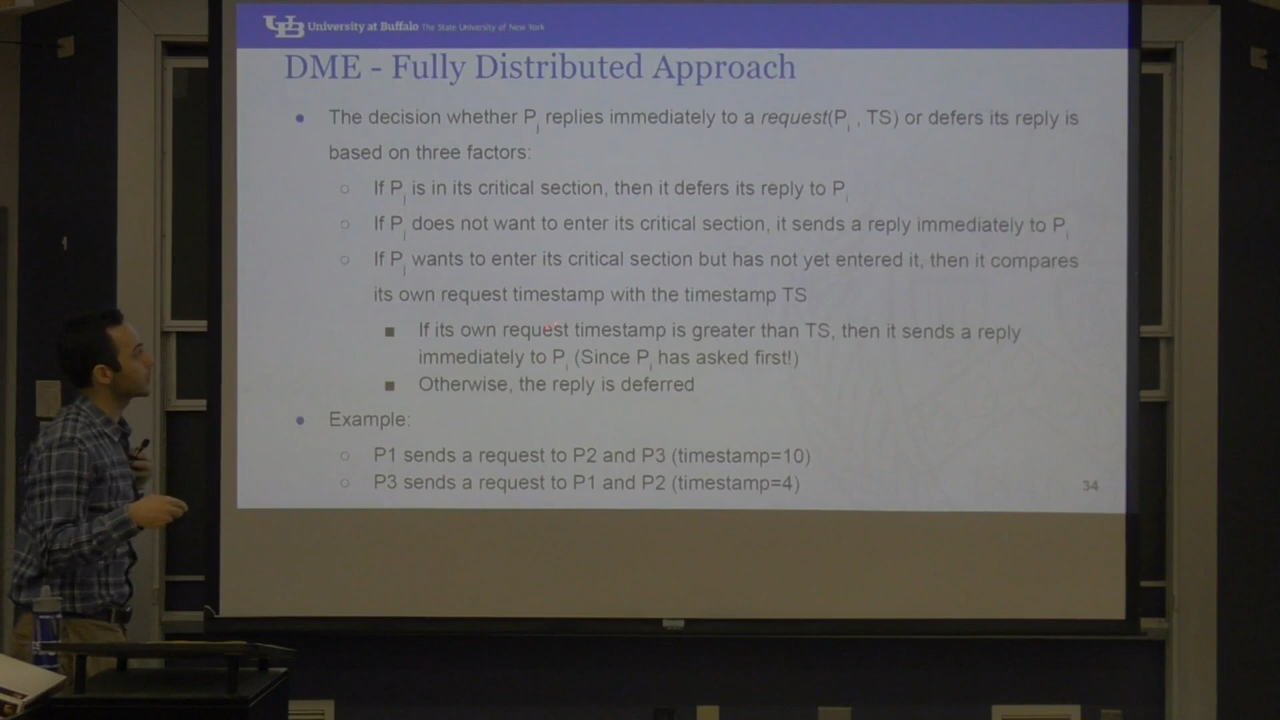 UB University at Buffalo The State University of New York
DME - Fully Distributed Approach
• The decision whether Pj replies immediately to a request(Pi , TS) or defers its reply is
based on three factors:
○ If Pj is in its critical section, then it defers its reply to Pi
○ If Pj does not want to enter its critical section, it sends a reply immediately to Pi
○ If Pj wants to enter its critical section but has not yet entered it, then it compares
its own request timestamp with the timestamp TS
■ If its own request timestamp is greater than TS, then it sends a reply
immediately to Pi (Since Pi has asked first!)
■ Otherwise, the reply is deferred
• Example:
○ P1 sends a request to P2 and P3 (timestamp=10)
○ P3 sends a request to P1 and P2 (timestamp=4)
34